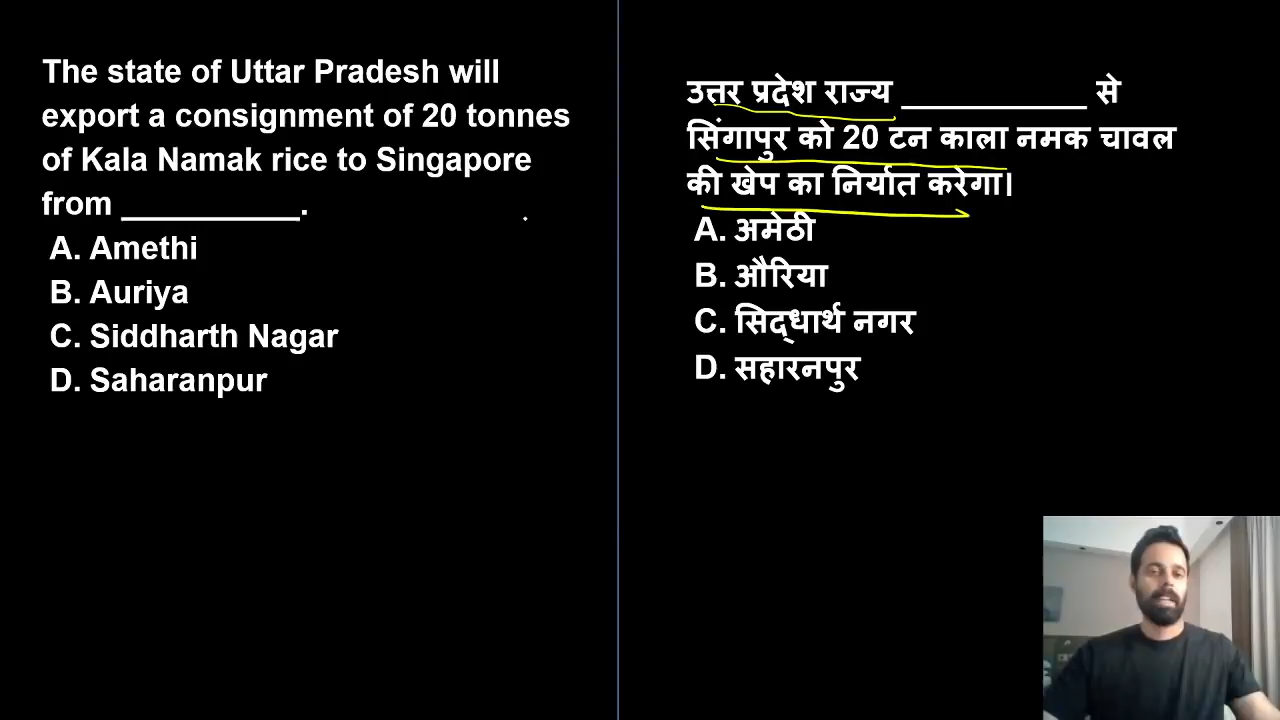 The state of Uttar Pradesh will
export a consignment of 20 tonnes
of Kala Namak rice to Singapore
from __________.
A. Amethi
B. Auriya
C. Siddharth Nagar
D. Saharanpur
उत्तर प्रदेश राज्य ___________ से
सिंगापुर को 20 टन काला नमक चावल
की खेप का निर्यात करेगा।
A. अमेठी
B. औरिया
C. सिद्धार्थ नगर
D. सहारनपुर